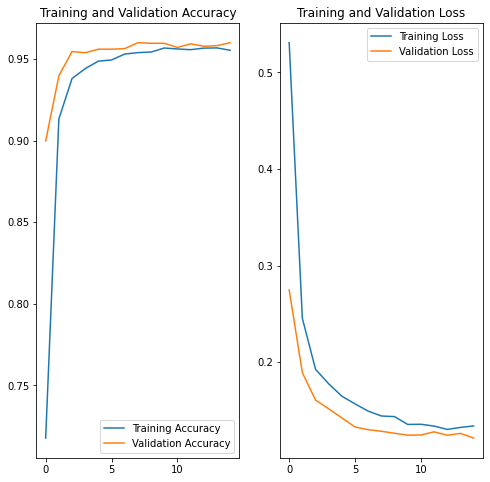 Training and Validation Accuracy
0.95
0.90
0.85
0.80
0.75
0
5
10
Training Accuracy
Validation Accuracy
Training and Validation Loss
Training Loss
Validation Loss
0.5
0.4
0.3
0.2
0
5
10